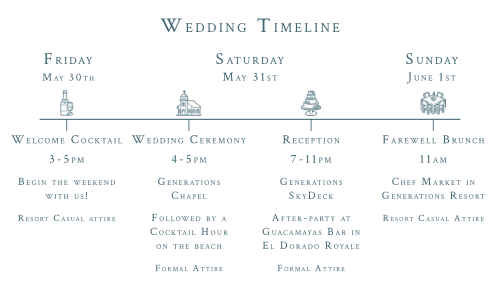 Wedding Timeline
Friday
May 30th
Saturday
May 31st
Sunday
June 1st
Welcome Cocktail
3-5pm
Begin the weekend
with us!
Resort Casual attire
Wedding Ceremony
4-5pm
Generations
Chapel
Followed by a
Cocktail Hour
on the beach
Formal Attire
Reception
7-11pm
Generations
SkyDeck
After-party at
Guacamayas Bar in
El Dorado Royale
Formal Attire
Farewell Brunch
11am
Chef Market in
Generations Resort
Resort Casual attire